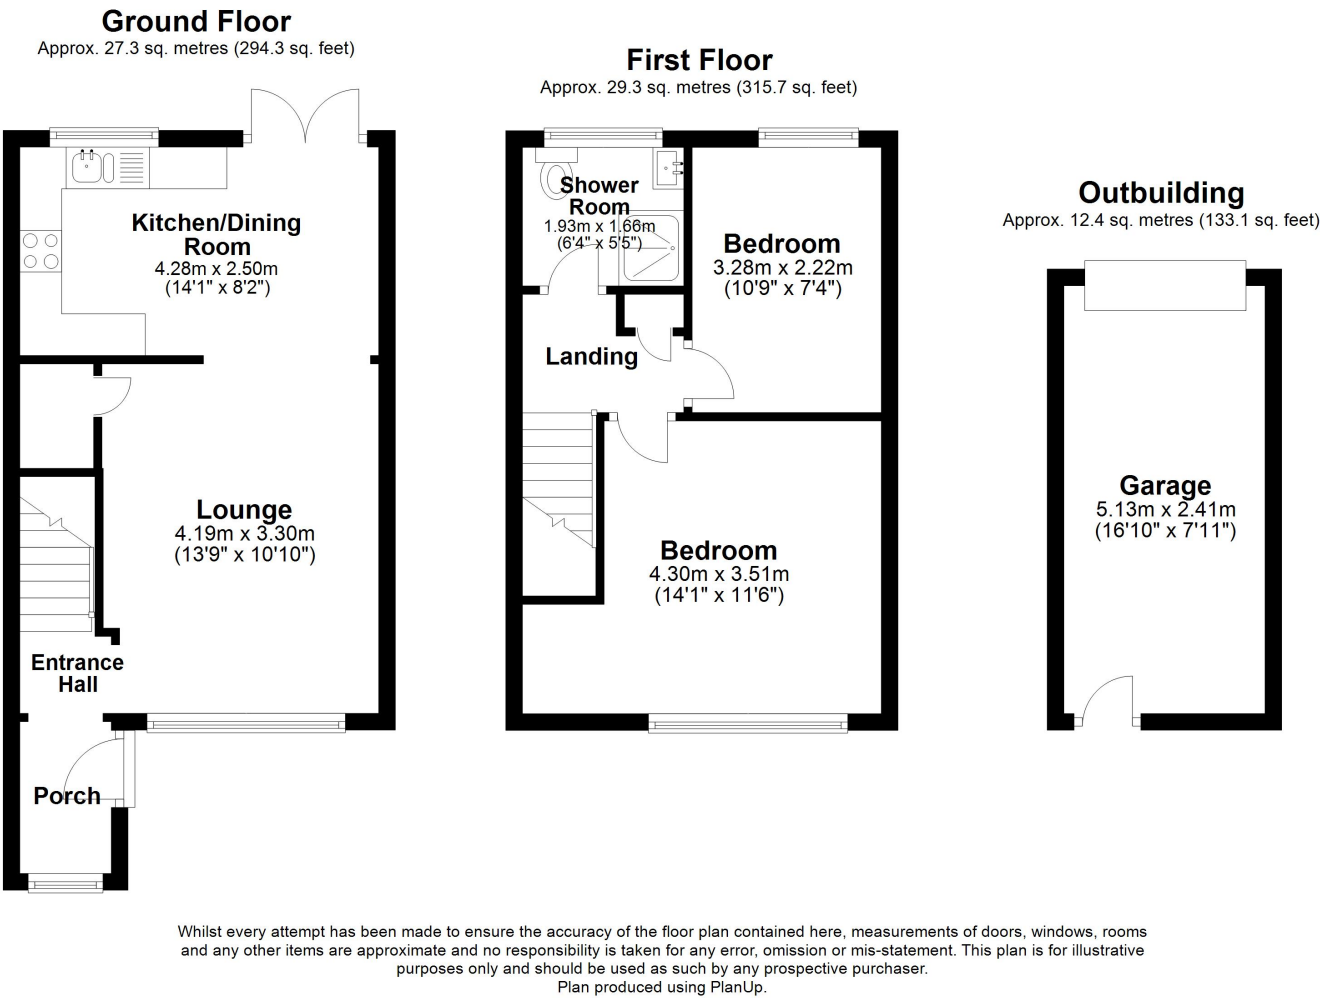 Ground Floor
Approx. 27.3 sq. metres (294.3 sq. feet)
Kitchen/Dining
Room
4.28m x 2.50m
(14'1" x 8'2")
Lounge
4.19m x 3.30m
(13'9" x 10'10")
Entrance
Hall
Porch
First Floor
Approx. 29.3 sq. metres (315.7 sq. feet)
Shower
Room
1.93m x 1.66m
(6'4" x 5'5")
Bedroom
3.28m x 2.22m
(10'9" x 7'4")
Landing
Bedroom
4.30m x 3.51m
(14'1" x 11'6")
Outbuilding
Approx. 12.4 sq. metres (133.1 sq. feet)
Garage
5.13m x 2.41m
(16'10" x 7'11")
Whilst every attempt has been made to ensure the accuracy of the floor plan contained here, measurements of doors, windows, rooms
and any other items are approximate and no responsibility is taken for any error, omission or mis-statement. This plan is for illustrative
purposes only and should be used as such by any prospective purchaser.
Plan produced using PlanUp.